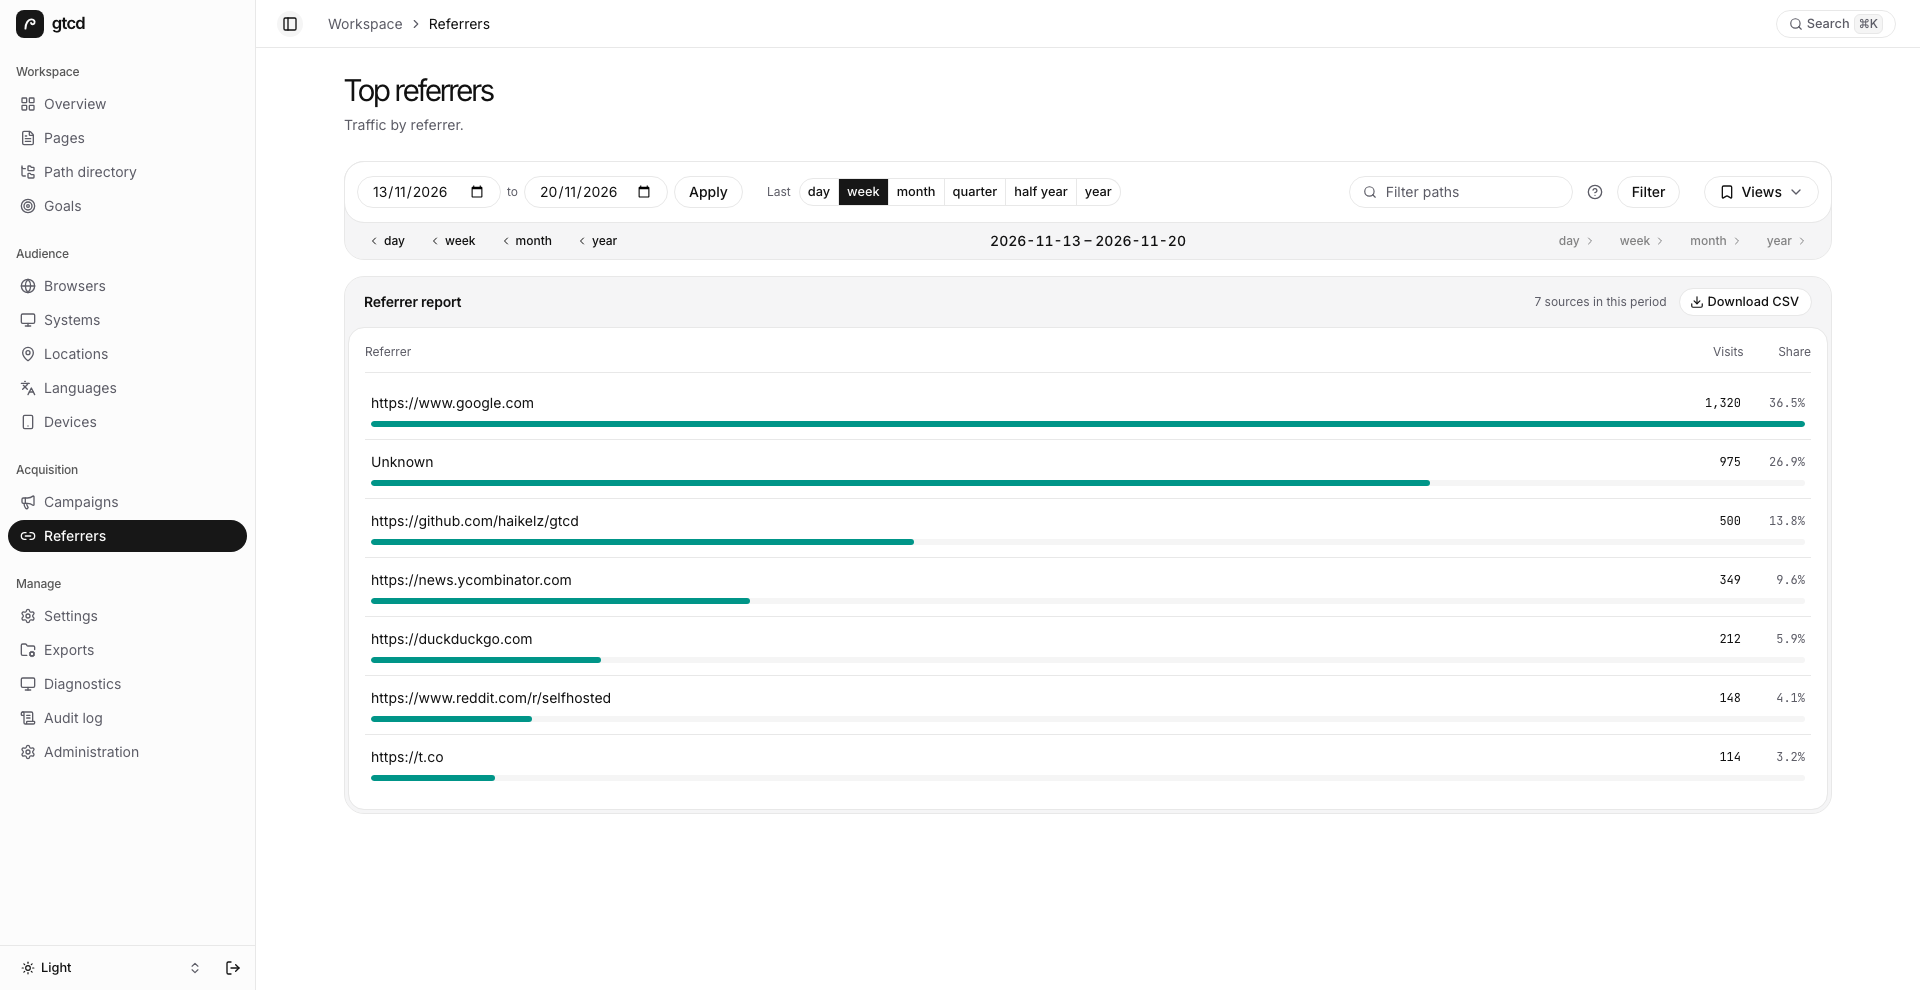 gtcd
Workspace
Overview
Pages
Path directory
Goals
Audience
Browsers
Systems
Locations
Languages
Devices
Acquisition
Campaigns
Referrers
Manage
Settings
Exports
Diagnostics
Audit log
Administration
Light
Workspace > Referrers
Search ⌘K
Top referrers
Traffic by referrer.
13/11/2026 to 20/11/2026 Apply Last day week month quarter half year year Filter paths Filter Views
day week month year 2026-11-13 – 2026-11-20 day week month year
Referrer report 7 sources in this period Download CSV
Referrer Visits Share
https://www.google.com 1,320 36.5%
Unknown 975 26.9%
https://github.com/haikelz/gtcd 500 13.8%
https://news.ycombinator.com 349 9.6%
https://duckduckgo.com 212 5.9%
https://www.reddit.com/r/selfhosted 148 4.1%
https://t.co 114 3.2%